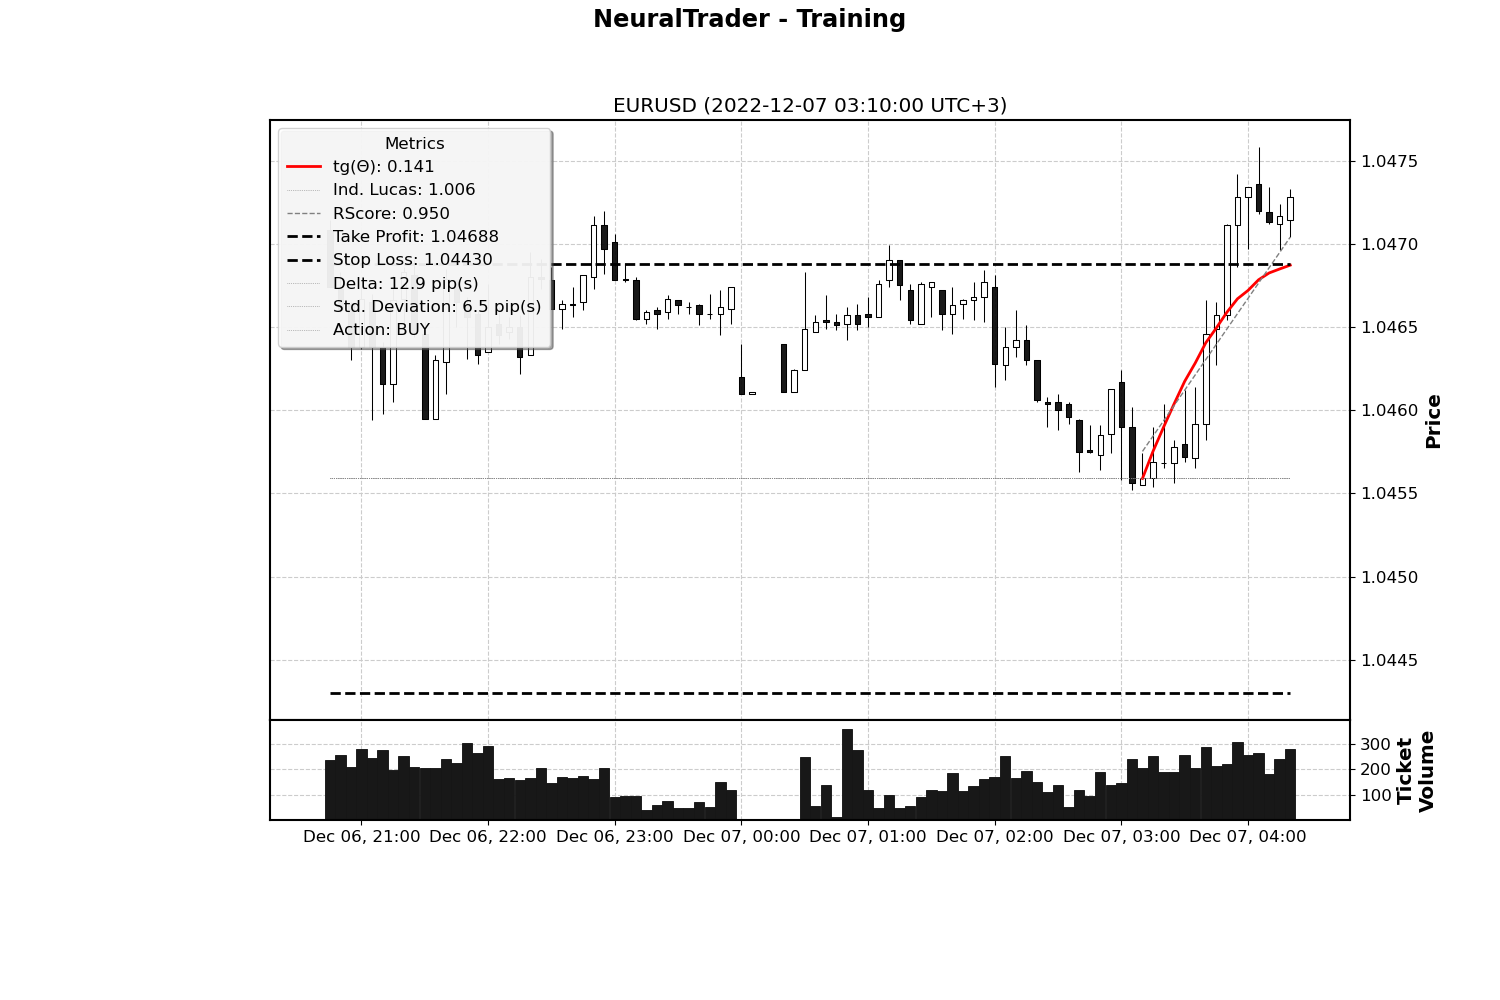 NeuralTrader - Training
EURUSD (2022-12-07 03:10:00 UTC+3)
Metrics
tg(Θ): 0.141
Ind. Lucas: 1.006
RScore: 0.950
Take Profit: 1.04688
Stop Loss: 1.04430
Delta: 12.9 pip(s)
Std. Deviation: 6.5 pip(s)
Action: BUY
1.0475
1.0470
1.0465
1.0460
1.0455
1.0450
1.0445
Price
300
200
100
Ticket
Volume
Dec 06, 21:00
Dec 06, 22:00
Dec 06, 23:00
Dec 07, 00:00
Dec 07, 01:00
Dec 07, 02:00
Dec 07, 03:00
Dec 07, 04:00